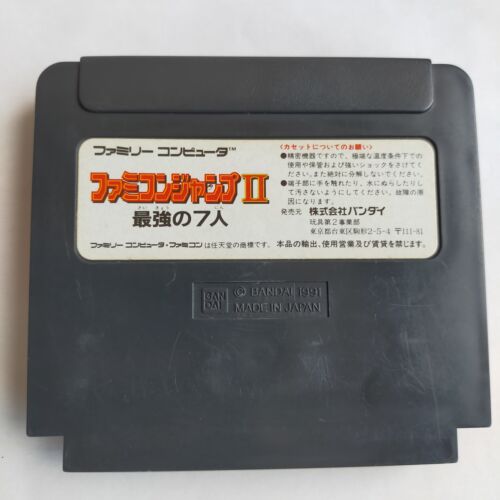 ファミリー コンピュータ™
ファミコンジャンプII
さい きょう にん
最強の7人
ファミリー コンピュータ・ファミコンは任天堂の商標です。
〈カセットについてのお願い〉
●精密機器ですので、極端な温度条件下での
使用や保管および強いショックをさけてく
ださい。また絶対に分解しないでください。
●端子部に手を触れたり、水にぬらしたりし
て汚さないようにしてください。故障の原
因になります。
発売元 株式会社バンダイ
玩具第2事業部
東京都台東区駒形2-5-4 〒111-81
本品の輸出、使用営業及び賃貸を禁じます。
BAN
DAI
© BANDAI 1991
MADE IN JAPAN